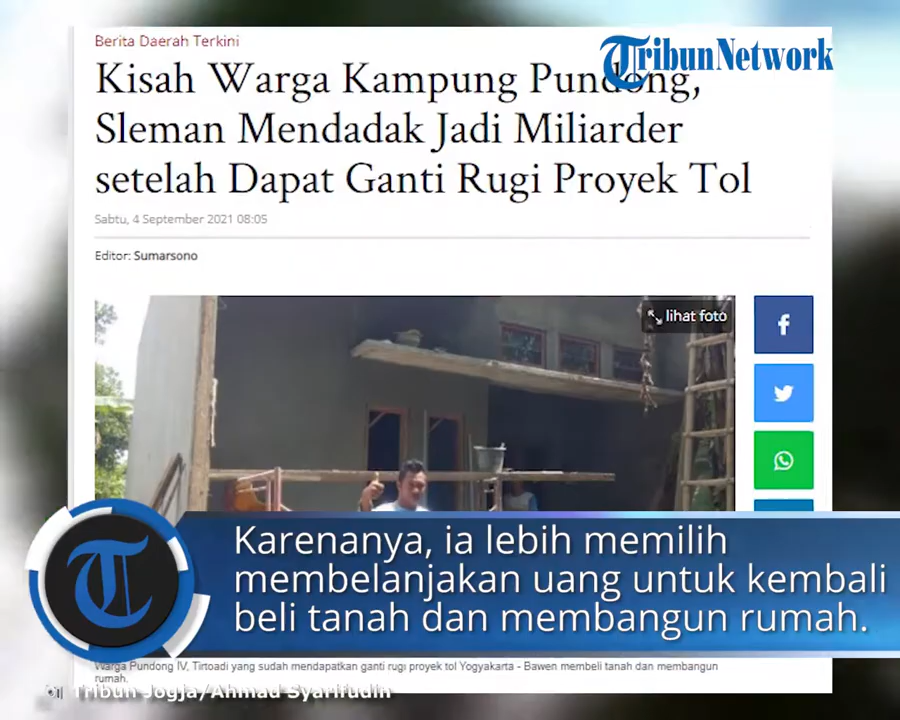 Berita Daerah Terkini
TribunNetwork
Kisah Warga Kampung Pundong,
Sleman Mendadak Jadi Miliarder
setelah Dapat Ganti Rugi Proyek Tol
Sabtu, 4 September 2021 08:05
Editor: Sumarsono
lihat foto
Karenanya, ia lebih memilih
membelanjakan uang untuk kembali
beli tanah dan membangun rumah.
Warga Pundong IV, Tirtoadi yang sudah mendapatkan ganti rugi proyek tol Yogyakarta - Bawen membeli tanah dan membangun
rumah.
Tribun Jogja/Ahmad Syarifudin